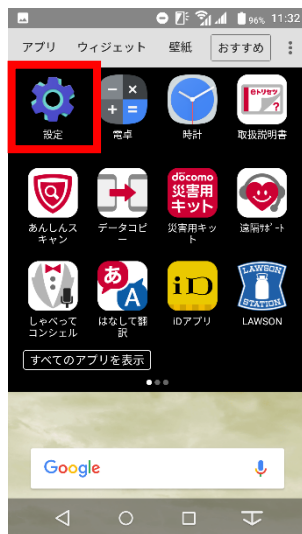 96% 11:32
アプリ ウィジェット 壁紙 おすすめ
- × + = eトリセツ ?
設定 電卓 時計 取扱説明書
docomo
災害用
キット
あんしんス
キャン
データコピ
ー
災害用キッ
ト
遠隔ｻﾎﾟｰﾄ
あ A iD
LAWSON
STATION
しゃべって
コンシェル
はなして翻
訳
iDアプリ
LAWSON
すべてのアプリを表示
Google